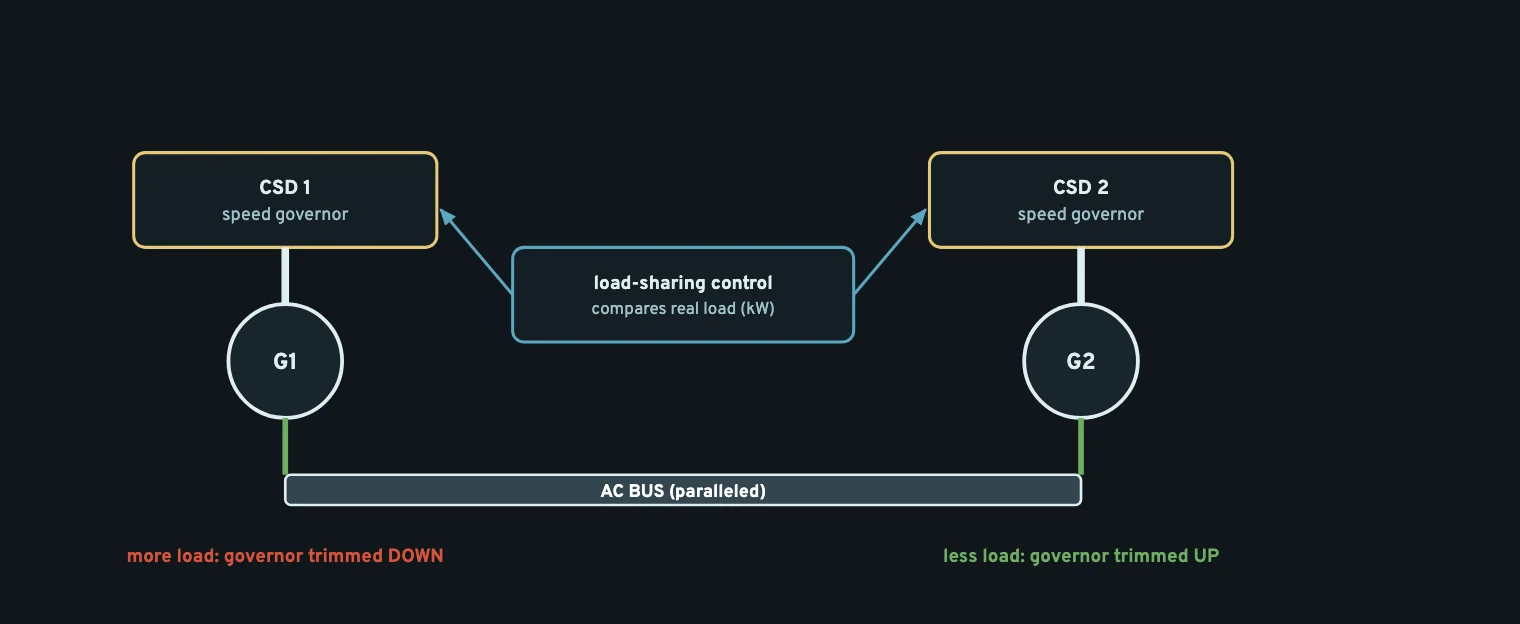 CSD 1
speed governor
CSD 2
speed governor
load-sharing control
compares real load (kW)
G1
G2
AC BUS (paralleled)
more load: governor trimmed DOWN
less load: governor trimmed UP